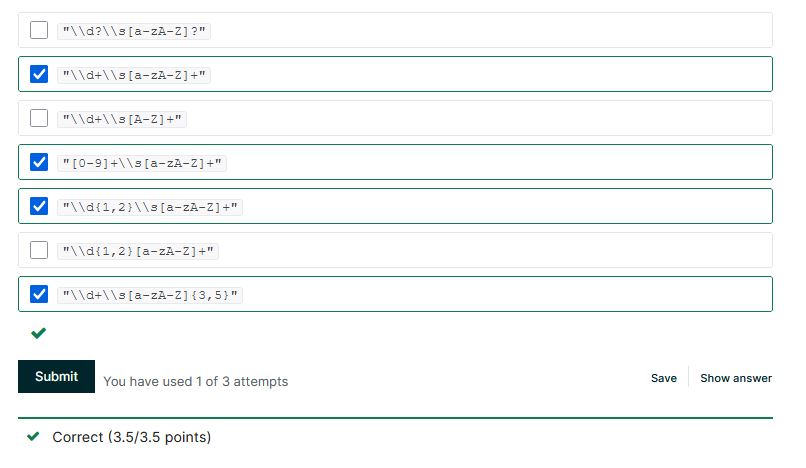 "\\d?\\s[a-zA-Z]?"
"\\d+\\s[a-zA-Z]+"
"\\d+\\s[A-Z]+"
"[0-9]+\\s[a-zA-Z]+"
"\\d{1,2}\\s[a-zA-Z]+"
"\\d{1,2}[a-zA-Z]+"
"\\d+\\s[a-zA-Z]{3,5}"
Submit You have used 1 of 3 attempts Save Show answer
Correct (3.5/3.5 points)